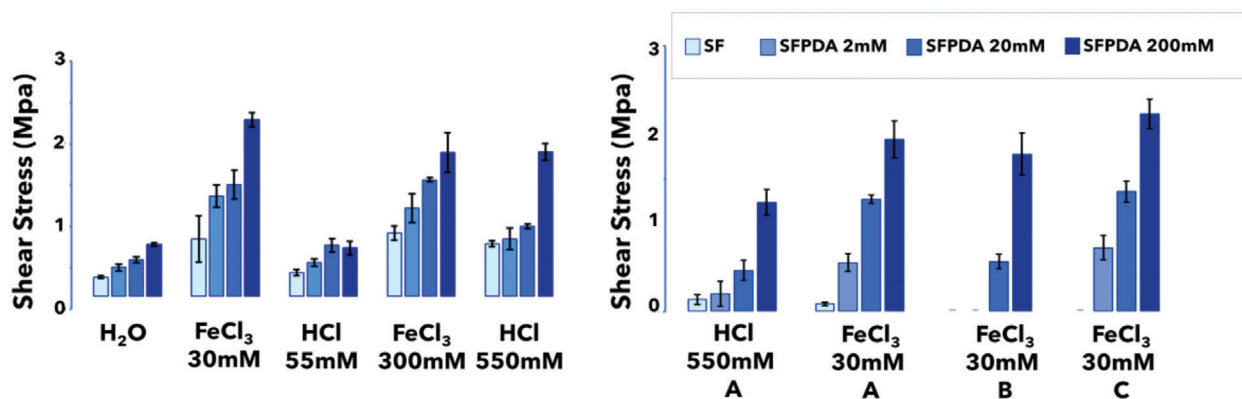 Shear Stress (Mpa)
3
2
1
0
H₂O
FeCl₃
30mM
HCl
55mM
FeCl₃
300mM
HCl
550mM
SF
SFPDA 2mM
SFPDA 20mM
SFPDA 200mM
Shear Stress (Mpa)
3
2
1
0
HCl
550mM
A
FeCl₃
30mM
A
FeCl₃
30mM
B
FeCl₃
30mM
C